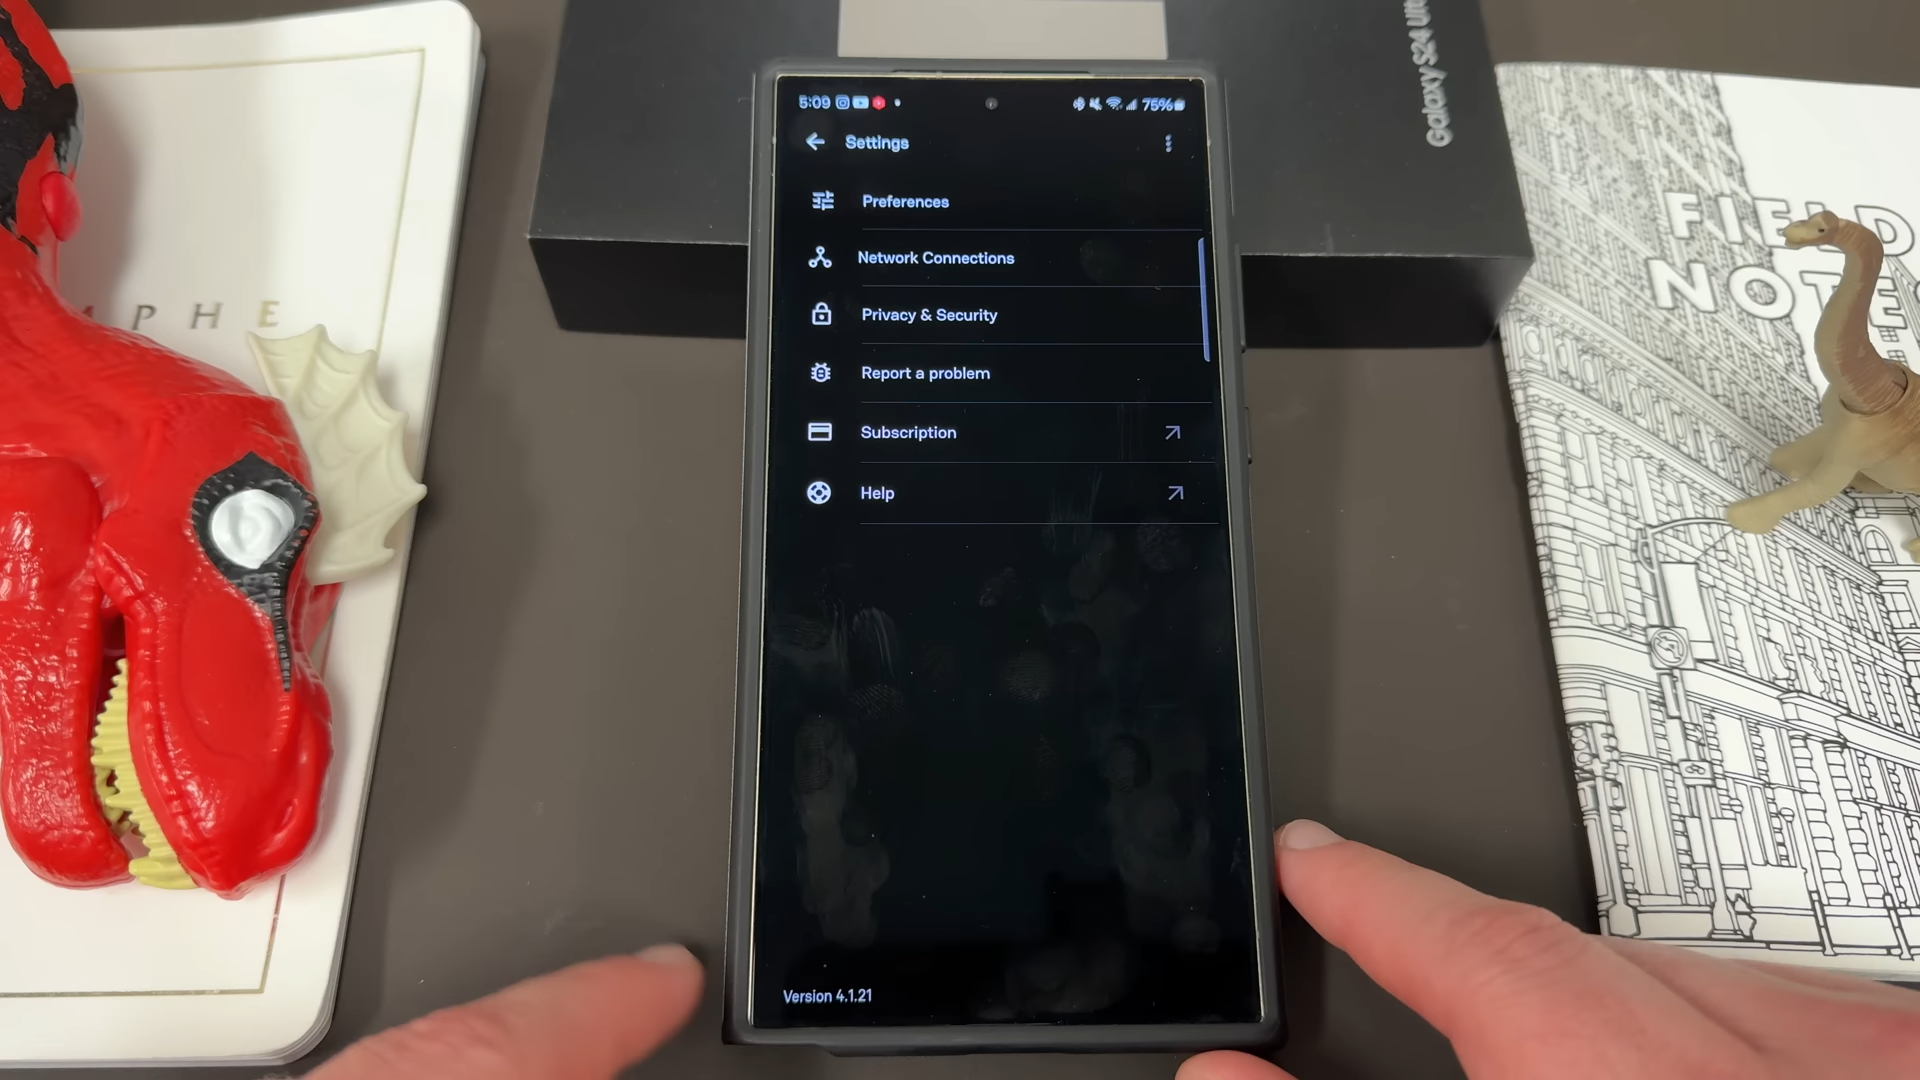 Galaxy S24 Ult
5:09
75%
Settings
Preferences
Network Connections
Privacy & Security
Report a problem
Subscription
Help
Version 4.1.21
PHE
FIELD
NOTES